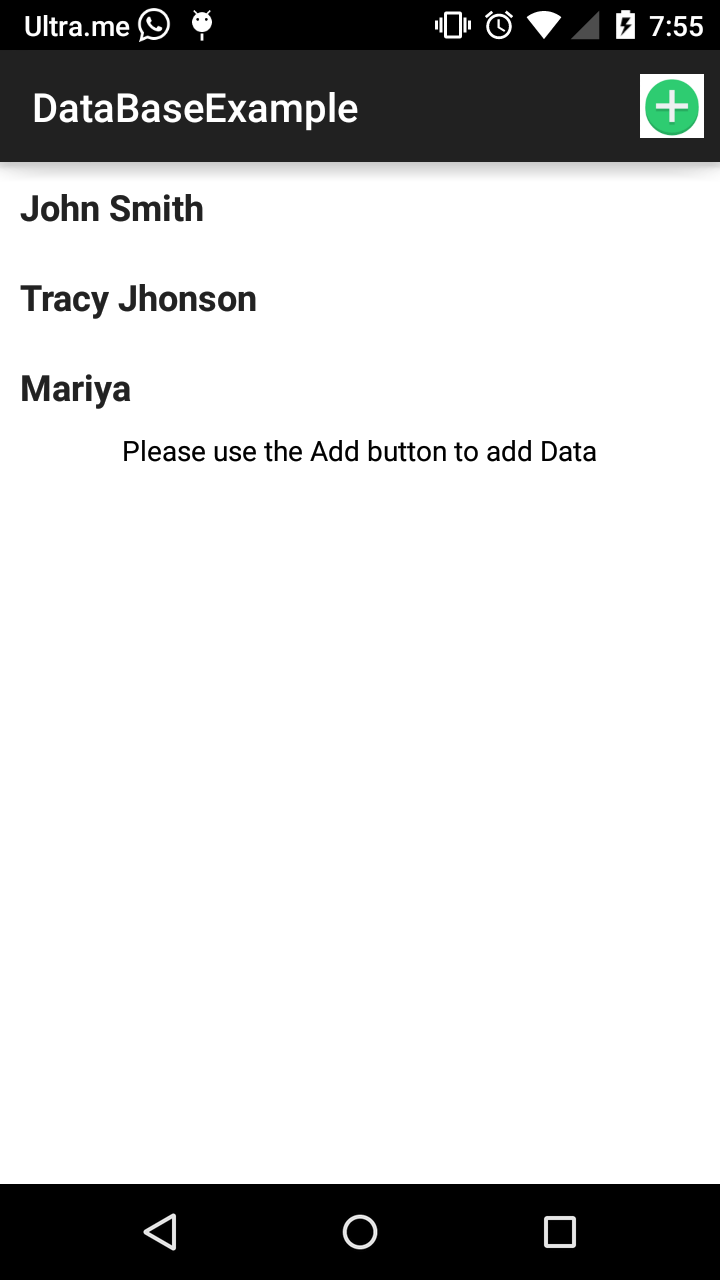 Ultra.me 7:55
DataBaseExample
John Smith
Tracy Jhonson
Mariya
Please use the Add button to add Data